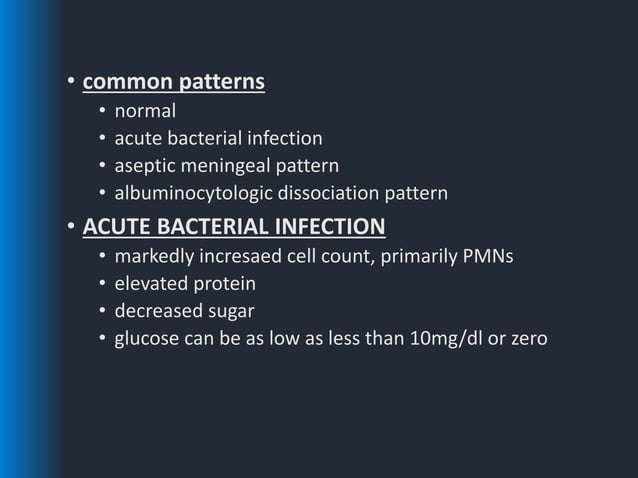 • common patterns
• normal
• acute bacterial infection
• aseptic meningeal pattern
• albuminocytologic dissociation pattern
• ACUTE BACTERIAL INFECTION
• markedly incresaed cell count, primarily PMNs
• elevated protein
• decreased sugar
• glucose can be as low as less than 10mg/dl or zero